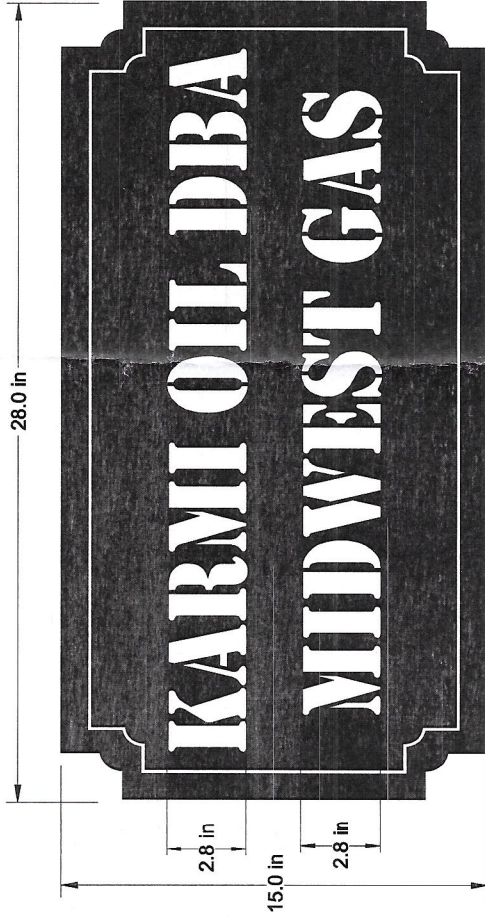 28.0 in
KARMI OIL DBA
MIDWEST GAS
2.8 in
2.8 in
15.0 in